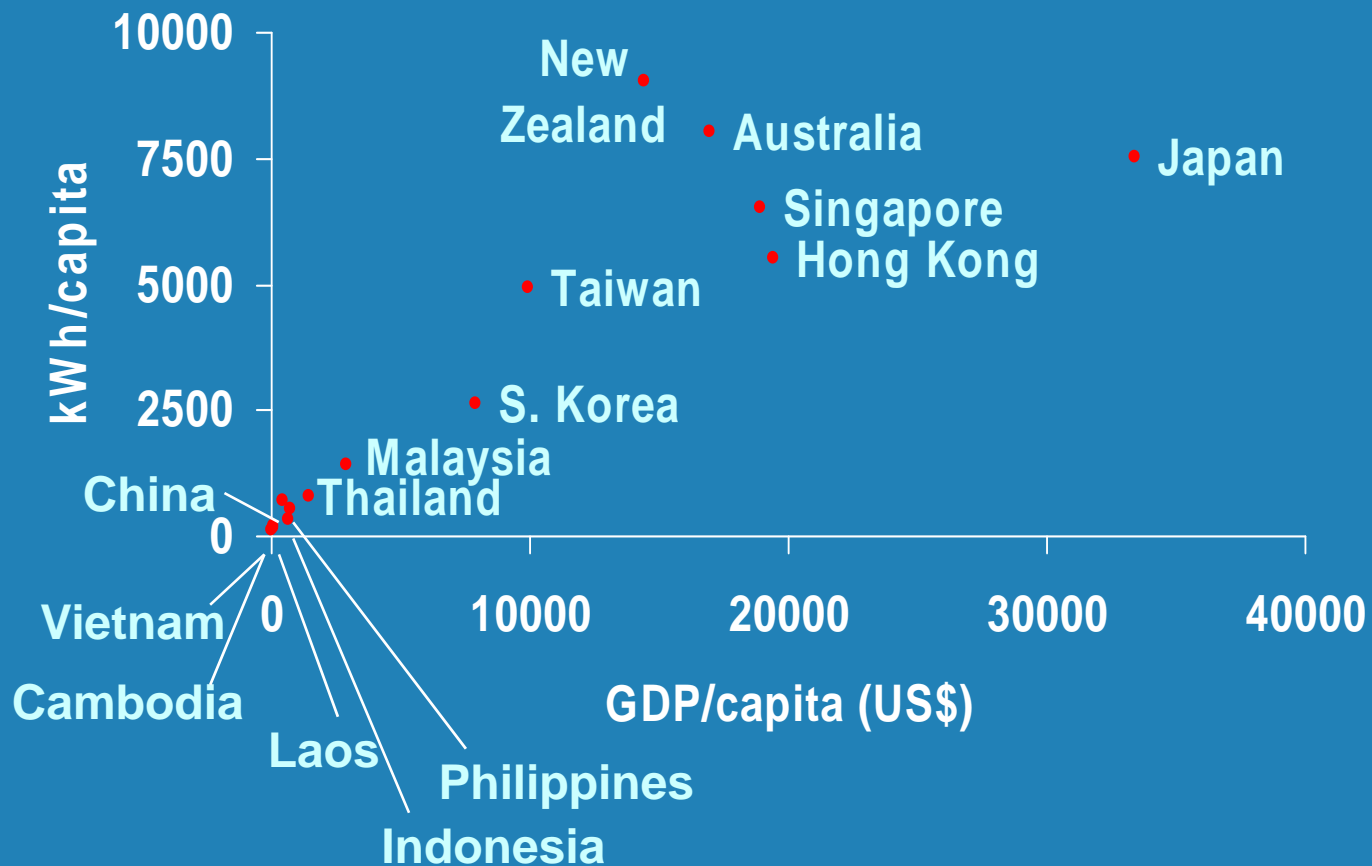 10000
New
Zealand
Australia
7500
Japan
kWh/capita
Singapore
Hong Kong
5000
Taiwan
2500
S. Korea
Malaysia
China
Thailand
0
Vietnam
0
10000
20000
30000
40000
Cambodia
GDP/capita (US$)
Laos
Philippines
Indonesia